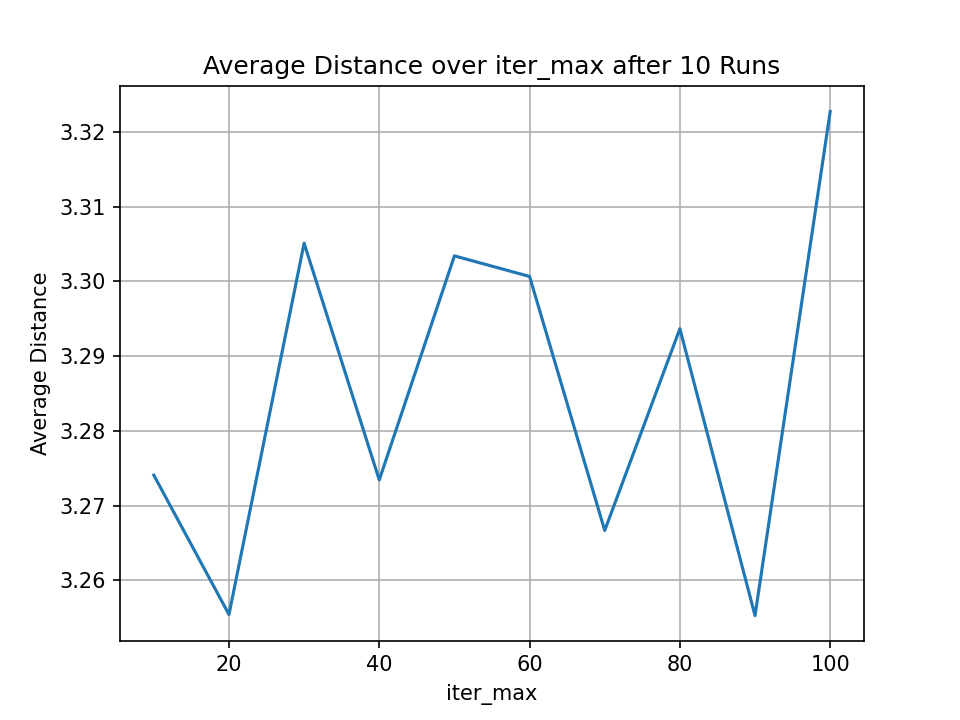 Average Distance over iter_max after 10 Runs
Average Distance
3.32
3.31
3.30
3.29
3.28
3.27
3.26
20 40 60 80 100
iter_max